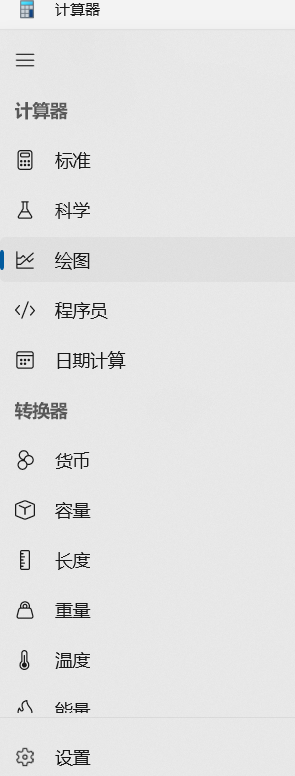 计算器
计算器
标准
科学
绘图
程序员
日期计算
转换器
货币
容量
长度
重量
温度
能量
设置